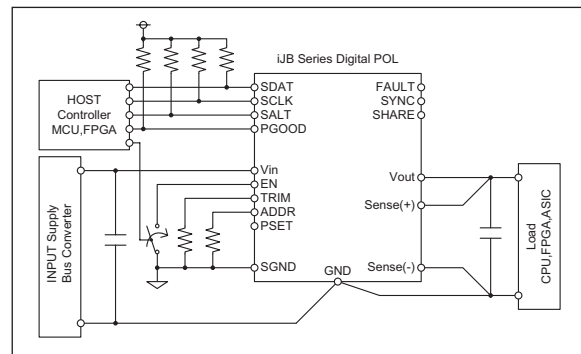 iJB Series Digital POL
HOST
Controller
MCU,FPGA
SDAT
SCLK
SALT
PGOOD
FAULT
SYNC
SHARE
INPUT Supply
Bus Converter
Vin
EN
TRIM
ADDR
PSET
SGND
GND
Vout
Sense(+)
Sense(-)
Load
CPU,FPGA,ASIC